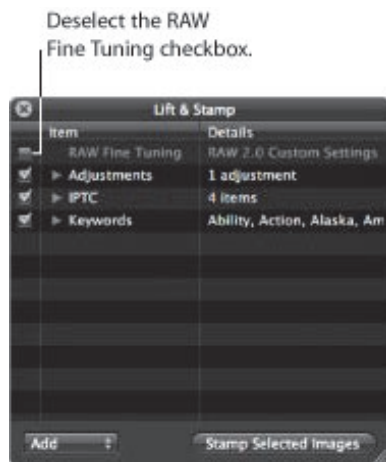 Deselect the RAW
Fine Tuning checkbox.
Lift & Stamp
Item Details
RAW Fine Tuning RAW 2.0 Custom Settings
Adjustments 1 adjustment
IPTC 4 items
Keywords Ability, Action, Alaska, Am
Add Stamp Selected Images